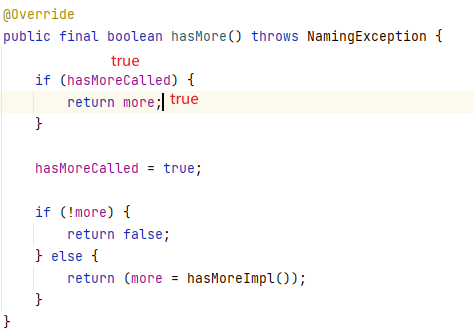 @Override
public final boolean hasMore() throws NamingException {
true
if (hasMoreCalled) {
return more; true
}
hasMoreCalled = true;
if (!more) {
return false;
} else {
return (more = hasMoreImpl());
}
}